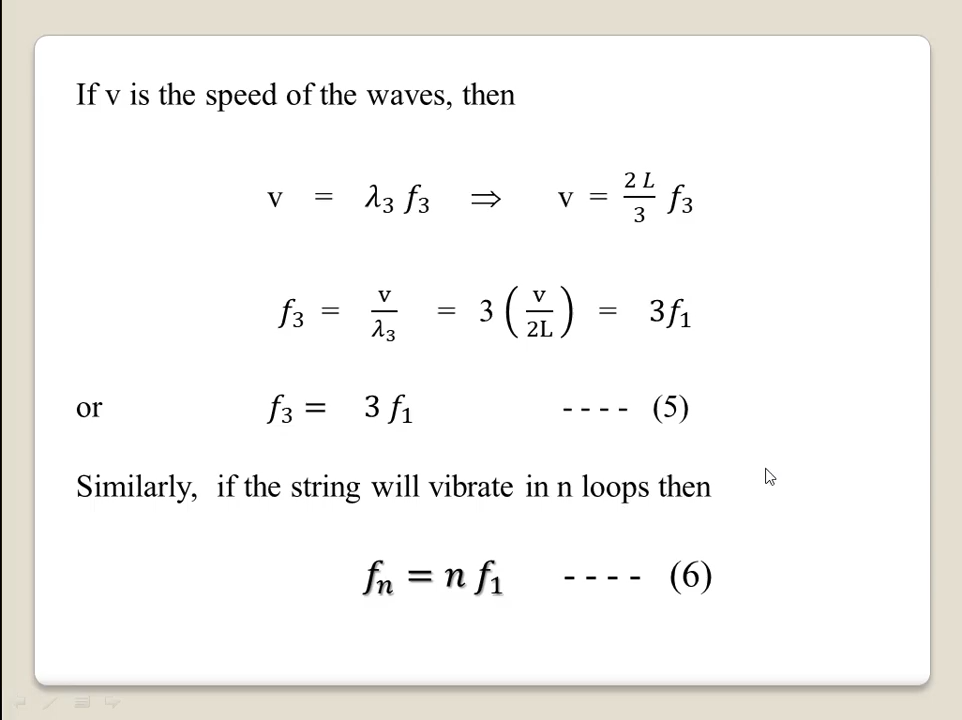 If v is the speed of the waves, then
v = λ₃ f₃ ⇒ v = 2 L/3 f₃
f₃ = v/λ₃ = 3 (v/2L) = 3f₁
or f₃ = 3 f₁ - - - - (5)
Similarly, if the string will vibrate in n loops then
fₙ = n f₁ - - - - (6)